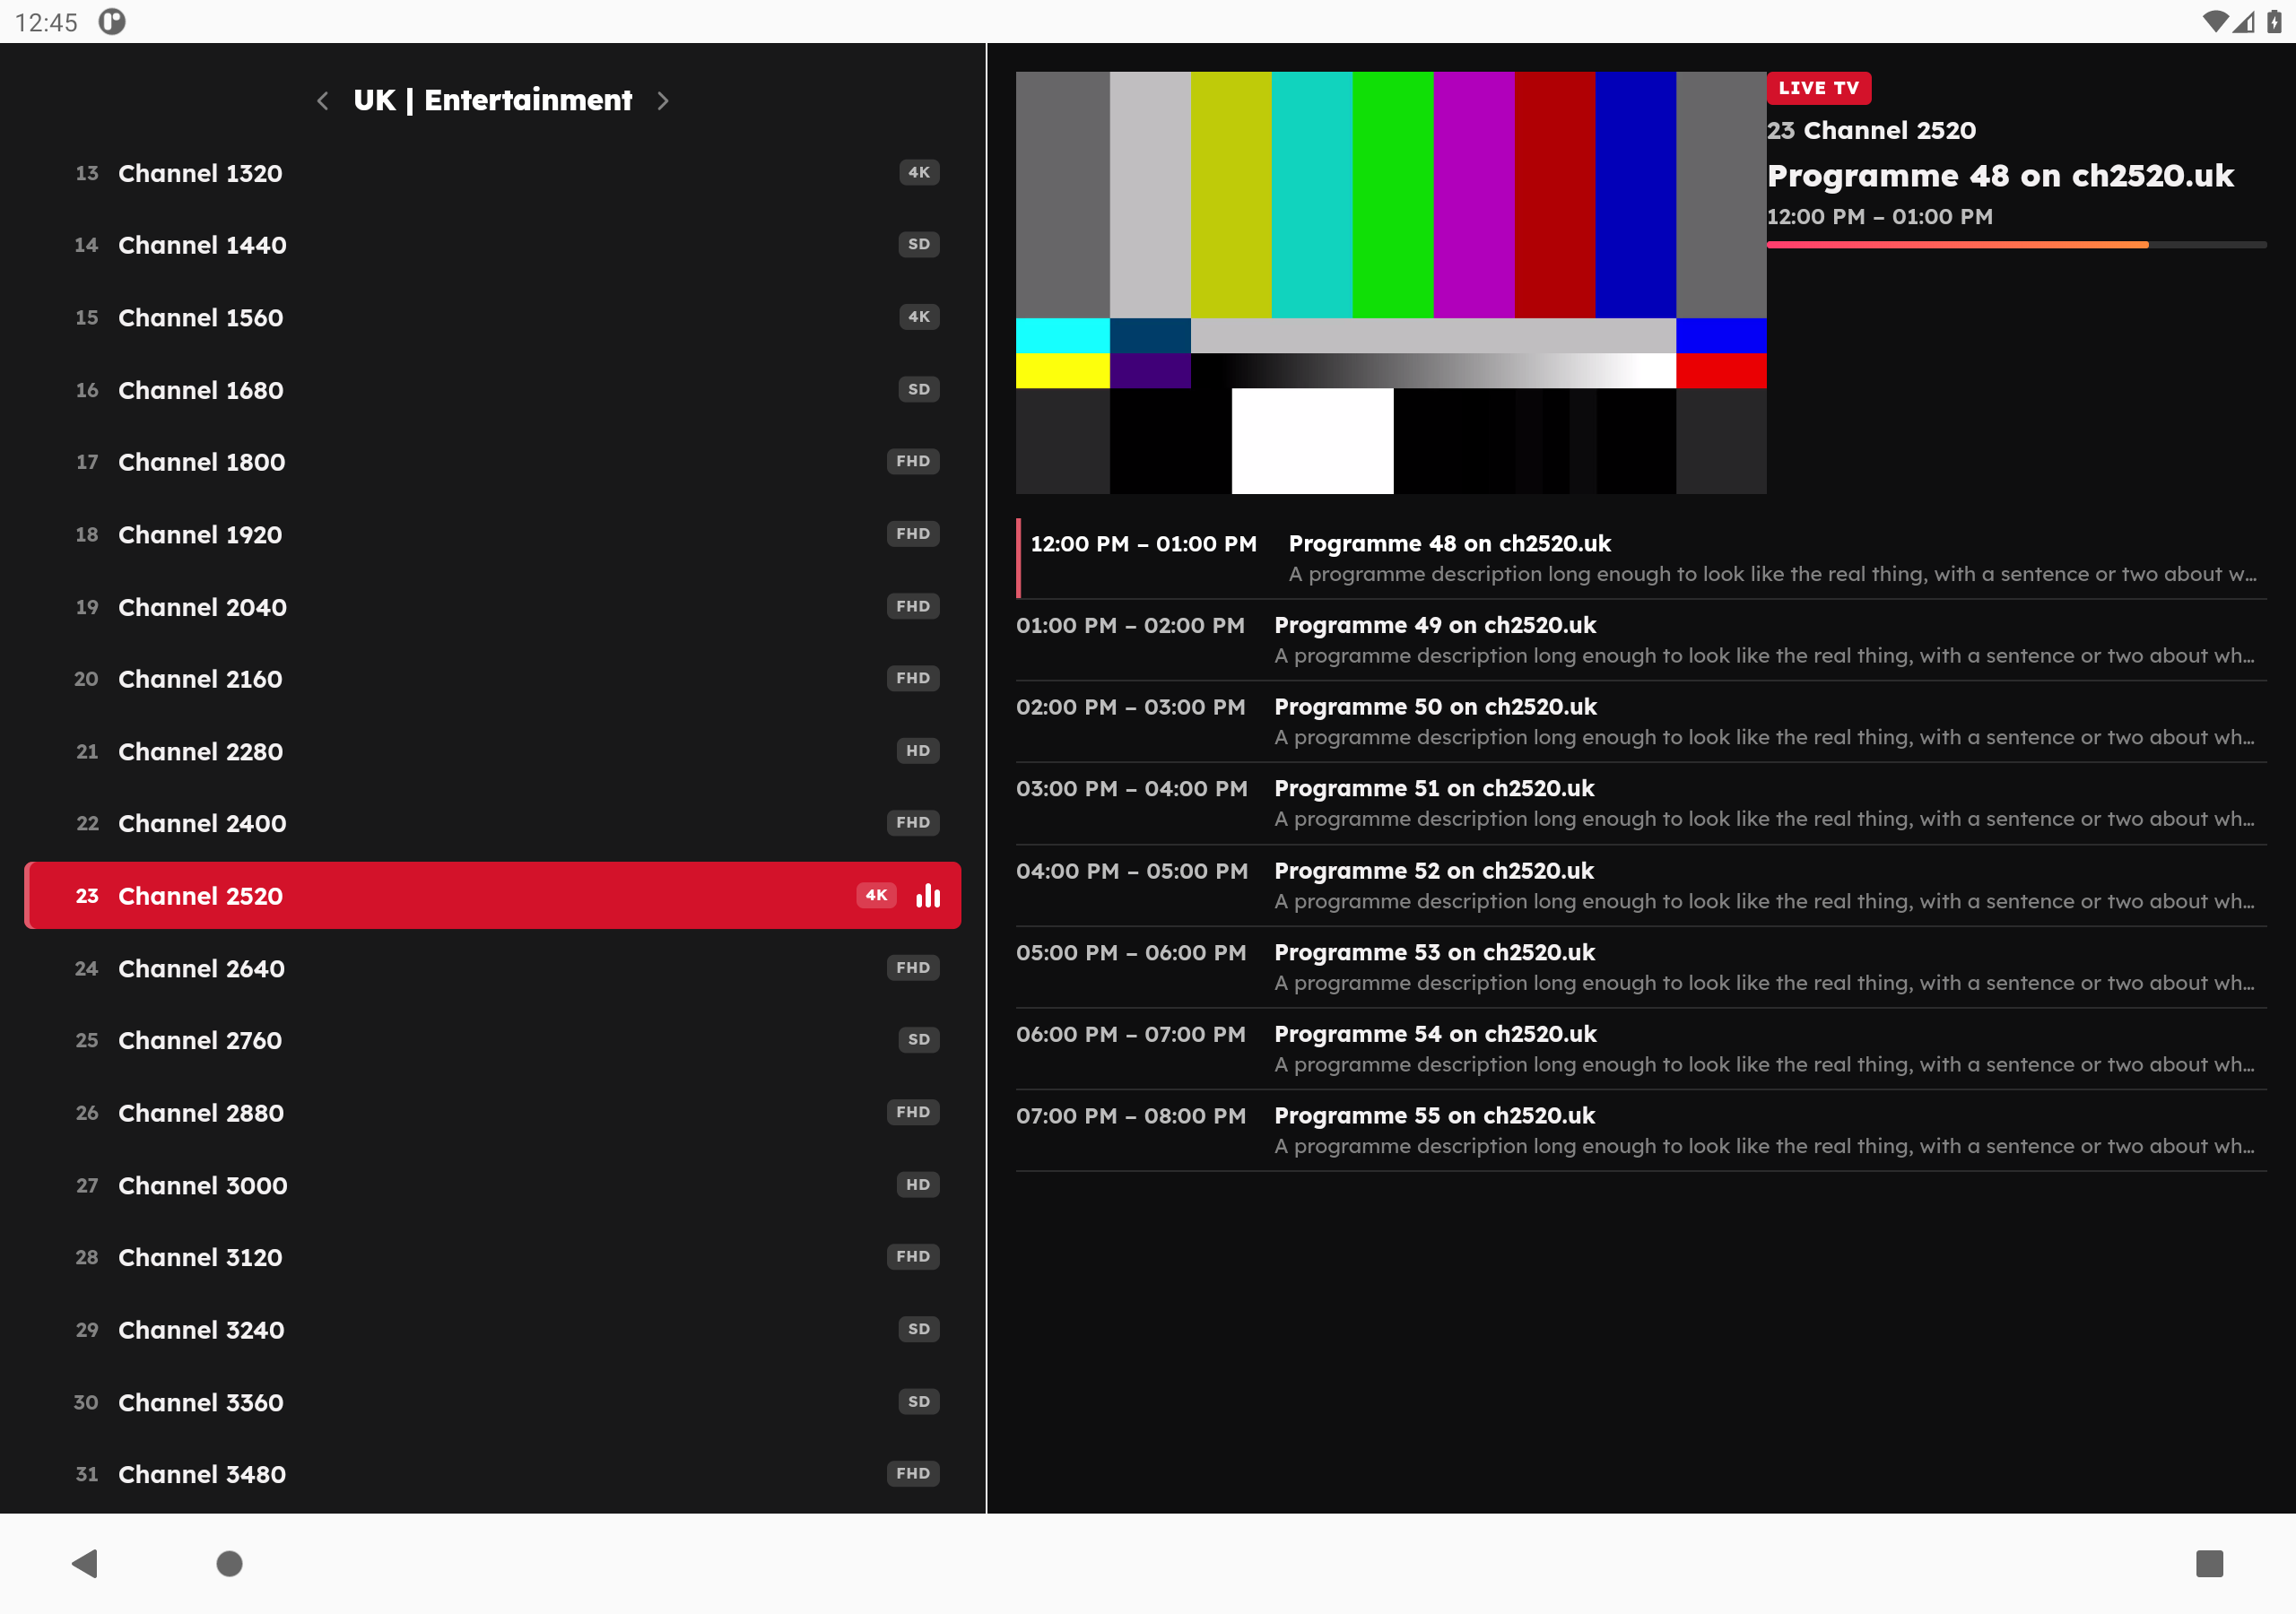 12:45
UK | Entertainment
13 Channel 1320 4K
14 Channel 1440 SD
15 Channel 1560 4K
16 Channel 1680 SD
17 Channel 1800 FHD
18 Channel 1920 FHD
19 Channel 2040 FHD
20 Channel 2160 FHD
21 Channel 2280 HD
22 Channel 2400 FHD
23 Channel 2520 4K
24 Channel 2640 FHD
25 Channel 2760 SD
26 Channel 2880 FHD
27 Channel 3000 HD
28 Channel 3120 FHD
29 Channel 3240 SD
30 Channel 3360 SD
31 Channel 3480 FHD
LIVE TV
23 Channel 2520
Programme 48 on ch2520.uk
12:00 PM – 01:00 PM
12:00 PM – 01:00 PM Programme 48 on ch2520.uk
A programme description long enough to look like the real thing, with a sentence or two about w…
01:00 PM – 02:00 PM Programme 49 on ch2520.uk
A programme description long enough to look like the real thing, with a sentence or two about wh…
02:00 PM – 03:00 PM Programme 50 on ch2520.uk
A programme description long enough to look like the real thing, with a sentence or two about wh…
03:00 PM – 04:00 PM Programme 51 on ch2520.uk
A programme description long enough to look like the real thing, with a sentence or two about wh…
04:00 PM – 05:00 PM Programme 52 on ch2520.uk
A programme description long enough to look like the real thing, with a sentence or two about wh…
05:00 PM – 06:00 PM Programme 53 on ch2520.uk
A programme description long enough to look like the real thing, with a sentence or two about wh…
06:00 PM – 07:00 PM Programme 54 on ch2520.uk
A programme description long enough to look like the real thing, with a sentence or two about wh…
07:00 PM – 08:00 PM Programme 55 on ch2520.uk
A programme description long enough to look like the real thing, with a sentence or two about wh…